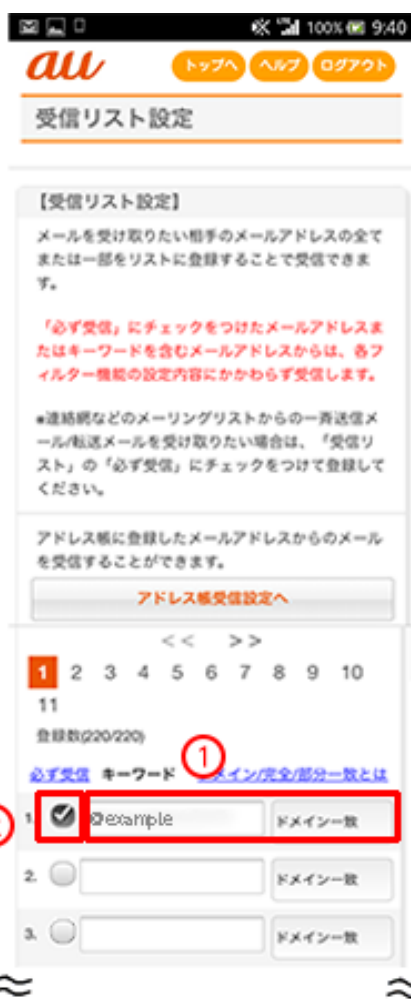 100% 9:40
au
トップへ ヘルプ ログアウト
受信リスト設定
【受信リスト設定】
メールを受け取りたい相手のメールアドレスの全て
または一部をリストに登録することで受信できま
す。
「必ず受信」にチェックをつけたメールアドレスま
たはキーワードを含むメールアドレスからは、各フ
ィルター機能の設定内容にかかわらず受信します。
●連絡網などのメーリングリストからの一斉送信メ
ール/転送メールを受け取りたい場合は、「受信リ
スト」の「必ず受信」にチェックをつけて登録して
ください。
アドレス帳に登録したメールアドレスからのメール
を受信することができます。
アドレス帳受信設定へ
<< >>
1 2 3 4 5 6 7 8 9 10
11
登録数(220/220)
①
必ず受信 キーワード ドメイン/完全/部分一致とは
1. @example ドメイン一致
2. ドメイン一致
3. ドメイン一致